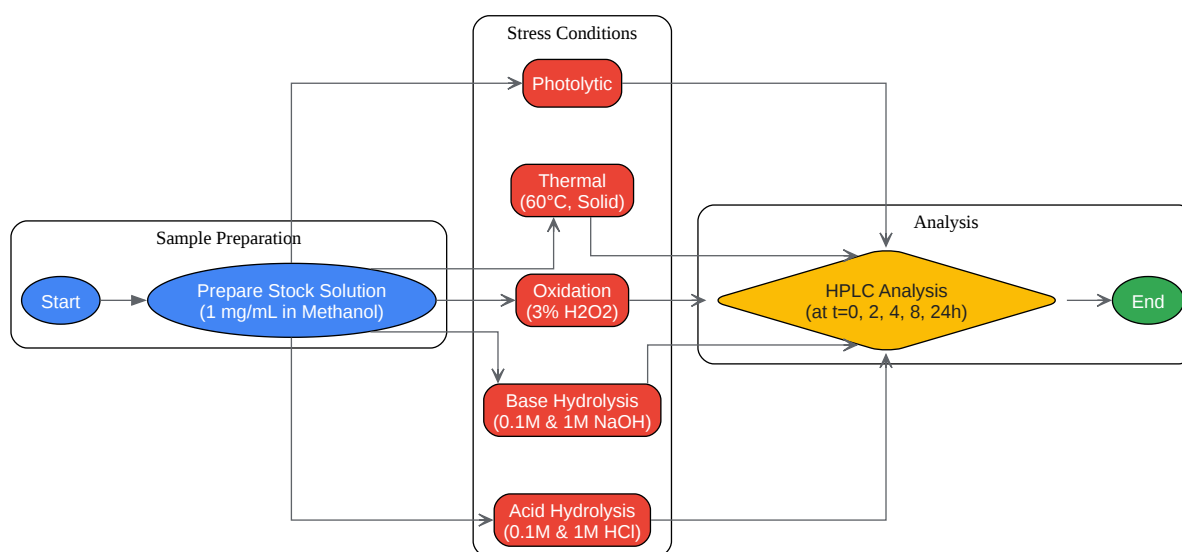 Stress Conditions
Photolytic
Thermal
(60°C, Solid)
Sample Preparation
Analysis
Start
Prepare Stock Solution
(1 mg/mL in Methanol)
Oxidation
(3% H2O2)
HPLC Analysis
(at t=0, 2, 4, 8, 24h)
End
Base Hydrolysis
(0.1M & 1M NaOH)
Acid Hydrolysis
(0.1M & 1M HCl)